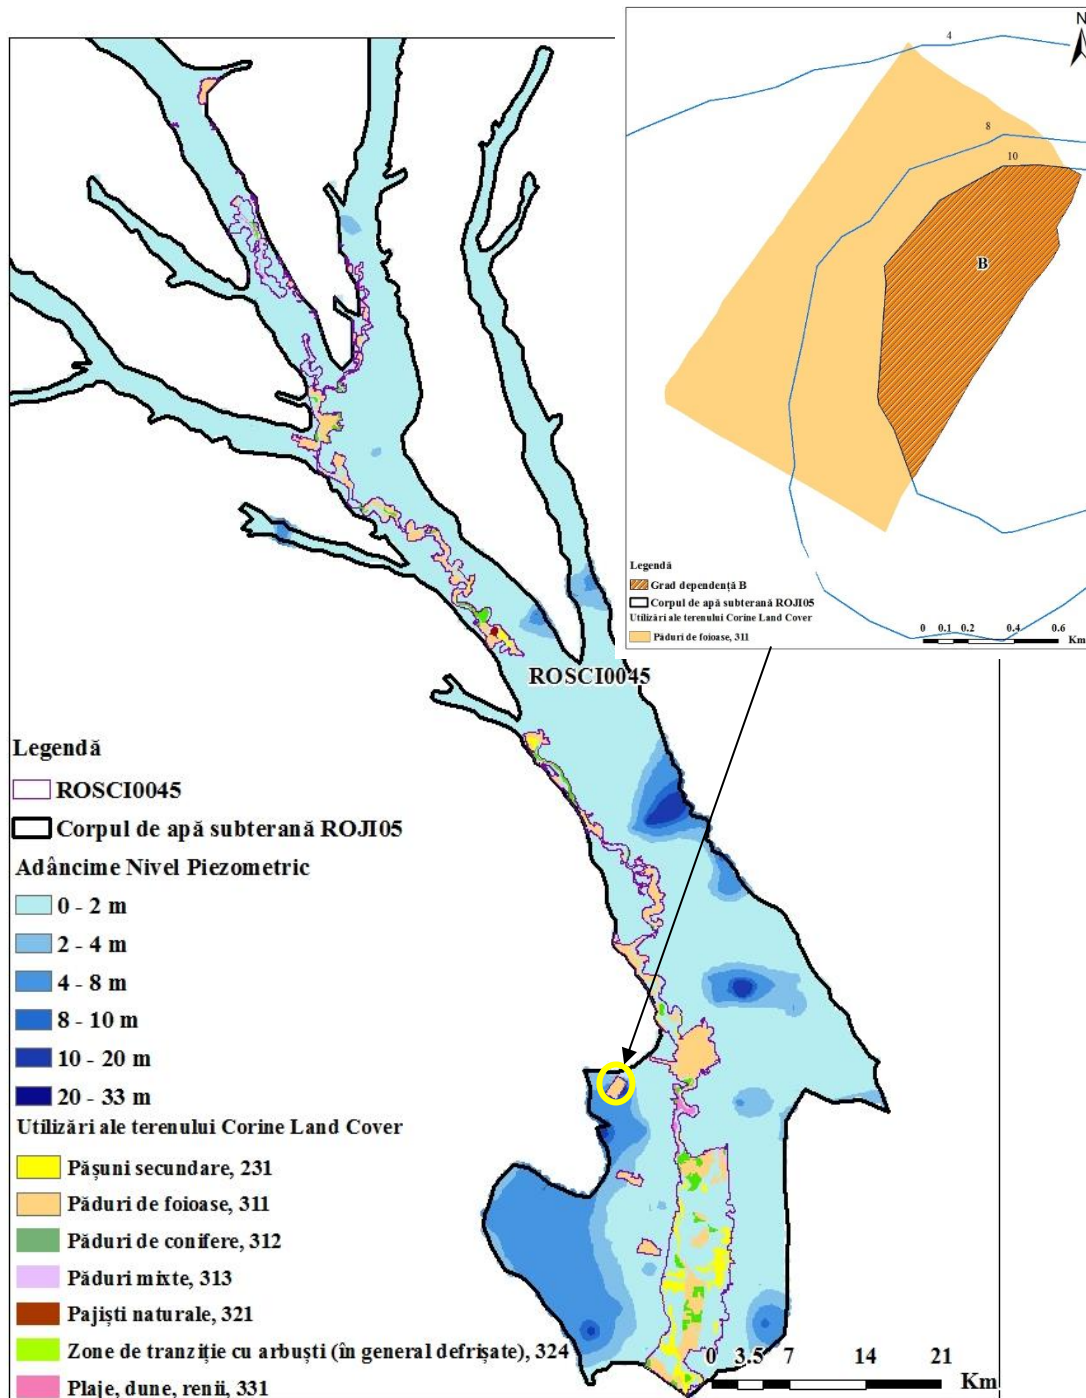 N
4
8
10
B
Legendă
Grad dependență B
Corpul de apă subterană ROJI05
Utilizări ale terenului Corine Land Cover
Păduri de foioase, 311
0 0.1 0.2 0.4 0.6
Km
ROSCI0045
Legendă
ROSCI0045
Corpul de apă subterană ROJI05
Adâncime Nivel Piezometric
0 - 2 m
2 - 4 m
4 - 8 m
8 - 10 m
10 - 20 m
20 - 33 m
Utilizări ale terenului Corine Land Cover
Pășuni secundare, 231
Păduri de foioase, 311
Păduri de conifere, 312
Păduri mixte, 313
Pajiști naturale, 321
Zone de tranziție cu arbuști (în general defrișate), 324
Plaje, dune, renii, 331
0 3.5 7 14 21
Km